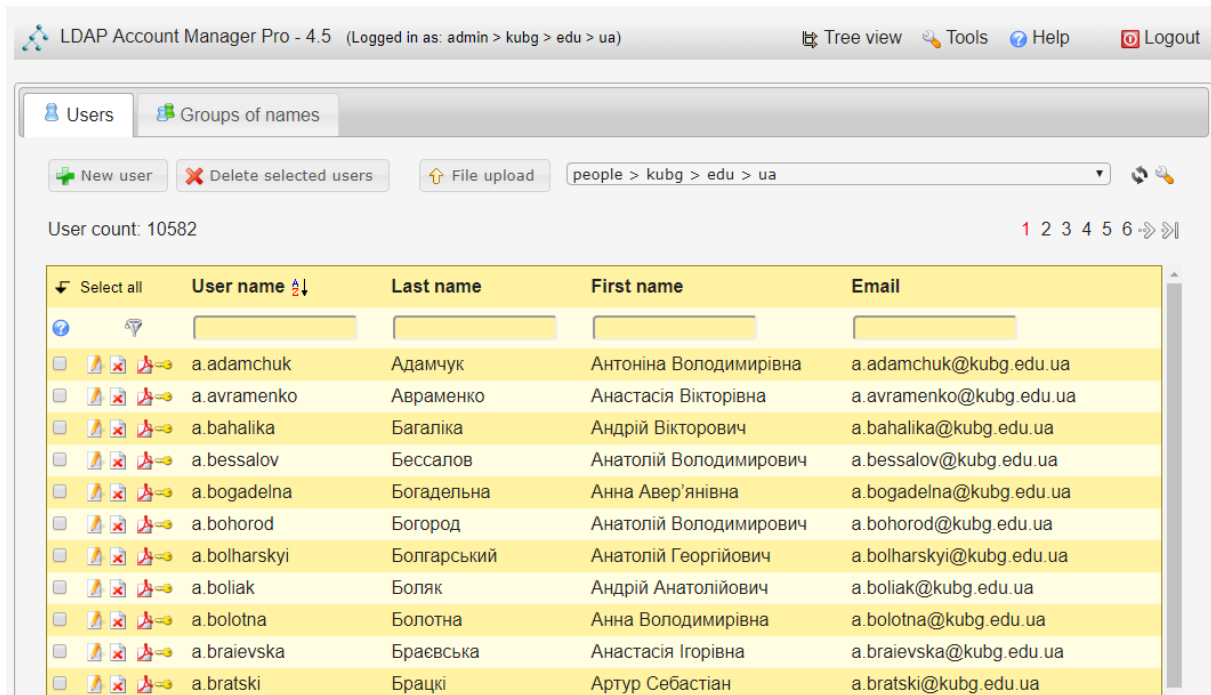 LDAP Account Manager Pro - 4.5 (Logged in as: admin > kubg > edu > ua) Tree view Tools Help Logout
Users Groups of names
New user Delete selected users File upload people > kubg > edu > ua
User count: 10582 1 2 3 4 5 6
Select all User name Last name First name Email
a.adamchuk Адамчук Антоніна Володимирівна a.adamchuk@kubg.edu.ua
a.avramenko Авраменко Анастасія Вікторівна a.avramenko@kubg.edu.ua
a.bahalika Багаліка Андрій Вікторович a.bahalika@kubg.edu.ua
a.bessalov Бессалов Анатолій Володимирович a.bessalov@kubg.edu.ua
a.bogadelna Богадельна Анна Авер'янівна a.bogadelna@kubg.edu.ua
a.bohorod Богород Анатолій Володимирович a.bohorod@kubg.edu.ua
a.bolharskyi Болгарський Анатолій Георгійович a.bolharskyi@kubg.edu.ua
a.boliak Боляк Андрій Анатолійович a.boliak@kubg.edu.ua
a.bolotna Болотна Анна Володимирівна a.bolotna@kubg.edu.ua
a.braievska Браєвська Анастасія Ігорівна a.braievska@kubg.edu.ua
a.bratski Брацкі Артур Себастіан a.bratski@kubg.edu.ua